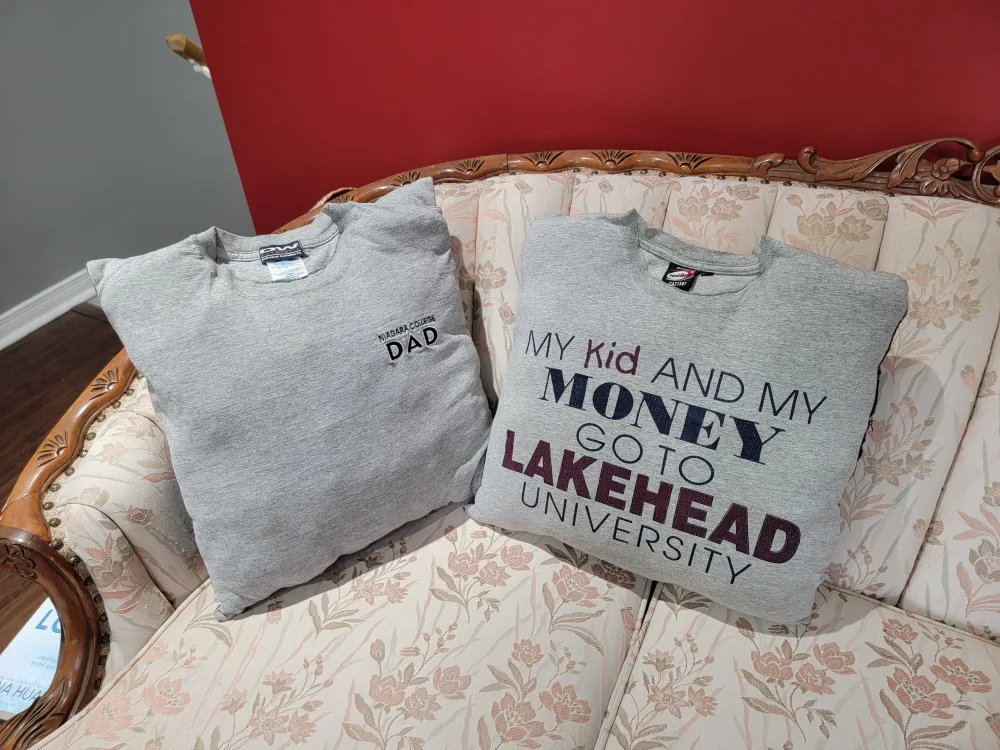 NIAGARA COLLEGE
DAD
MY Kid AND MY
MONEY
GO TO
LAKEHEAD
UNIVERSITY